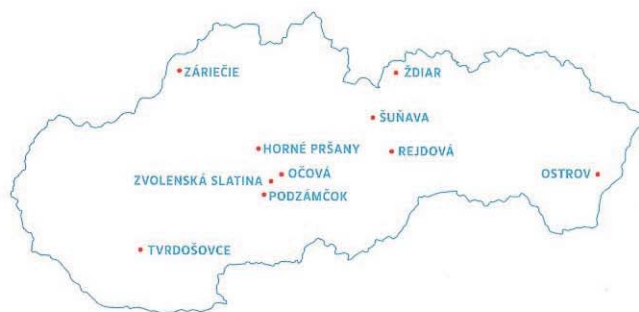 ZÁRIEČIE
ŽDIAR
ŠUŇAVA
HORNÉ PRŠANY
REJDOVÁ
OČOVÁ
OSTROV
ZVOLENSKÁ SLATINA
PODZÁMČOK
TVRDOŠOVCE